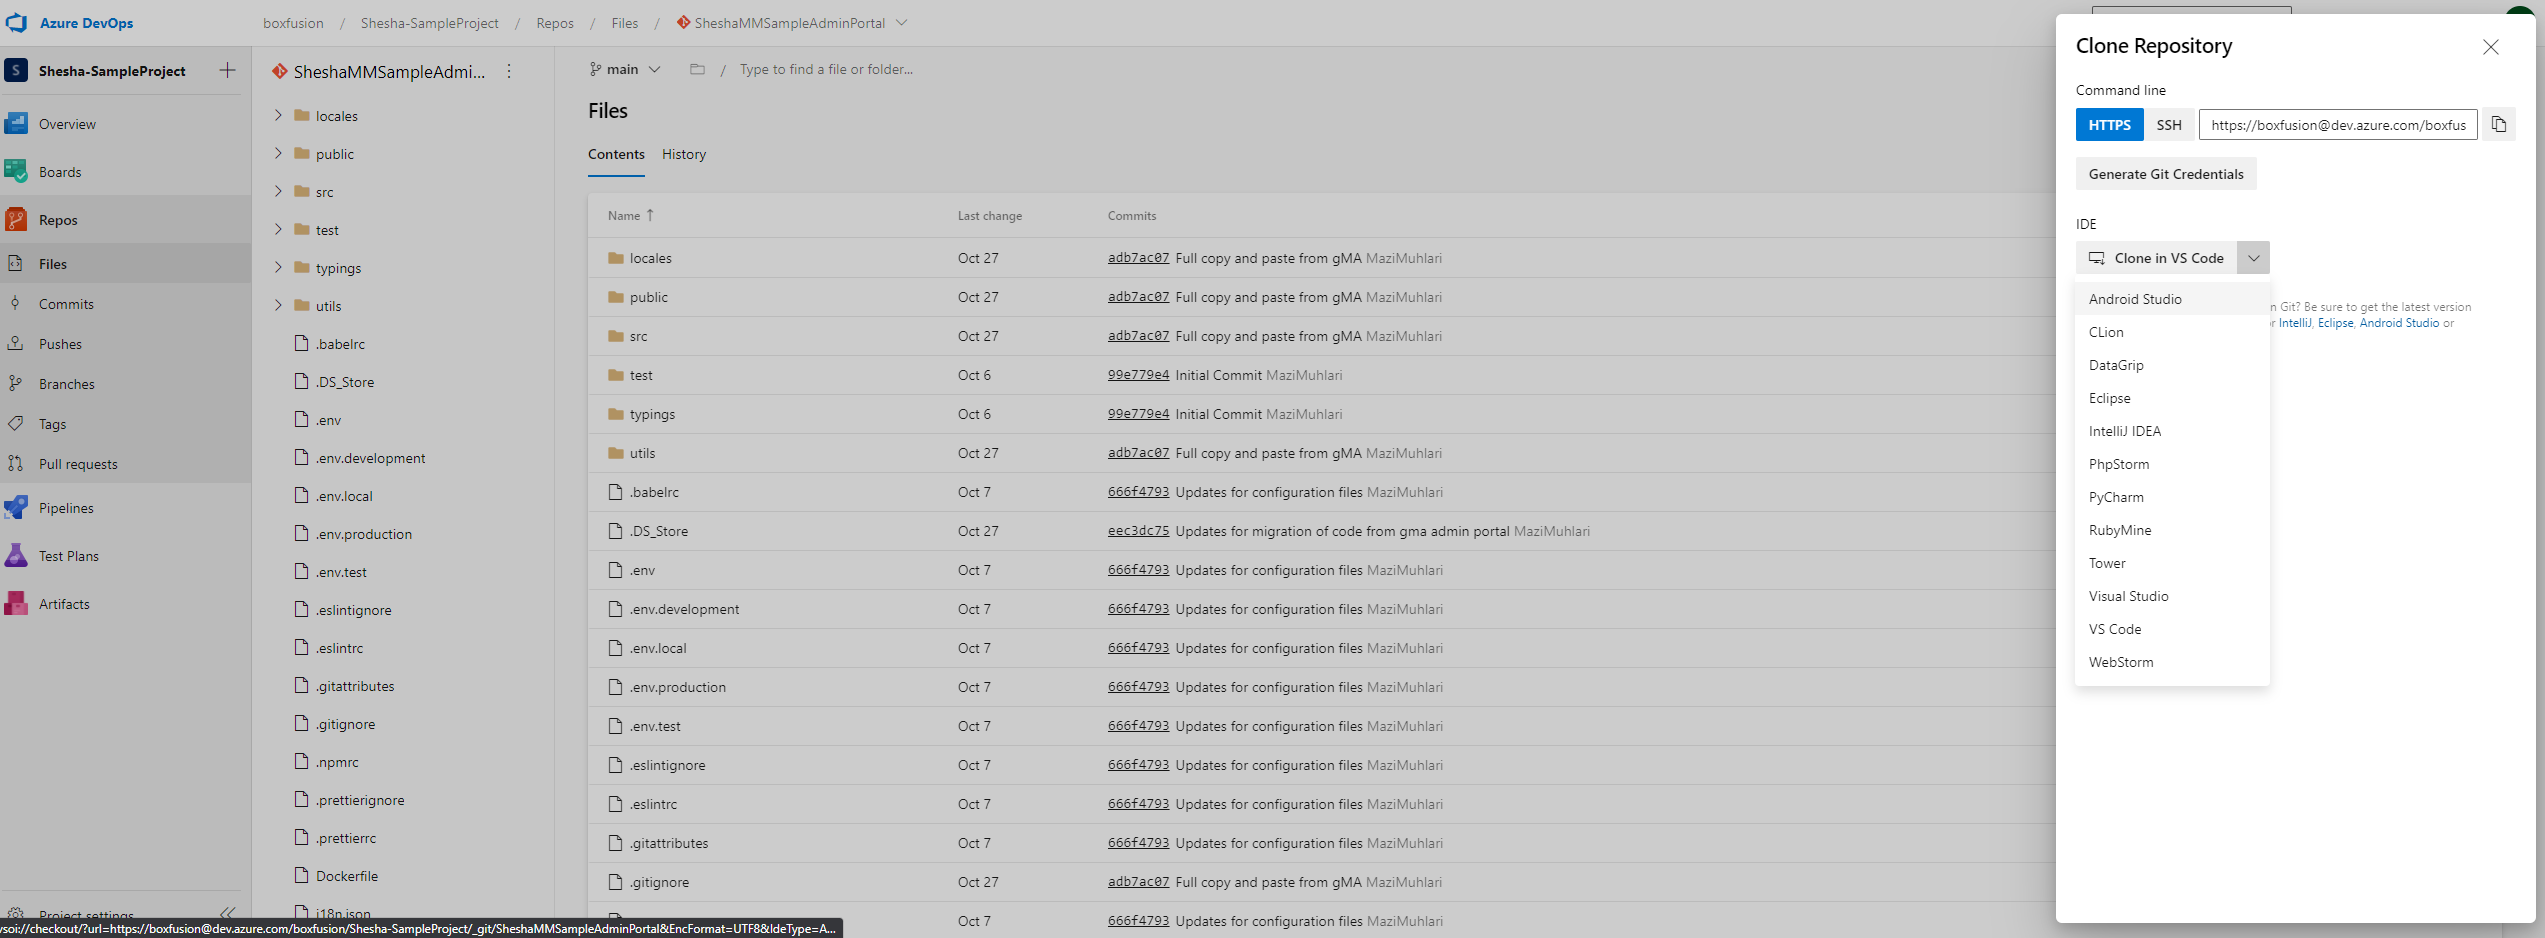 Azure DevOps
boxfusion / Shesha-SampleProject / Repos / Files / SheshaMMSampleAdminPortal
S Shesha-SampleProject
Overview
Boards
Repos
Files
Commits
Pushes
Branches
Tags
Pull requests
Pipelines
Test Plans
Artifacts
Project settings
SheshaMMSampleAdmi...
locales
public
src
test
typings
utils
.babelrc
.DS_Store
.env
.env.development
.env.local
.env.production
.env.test
.eslintignore
.eslintrc
.gitattributes
.gitignore
.npmrc
.prettierignore
.prettierrc
Dockerfile
i18n.json
main / Type to find a file or folder...
Files
Contents History
Name ↑ Last change Commits
locales Oct 27 adb7ac07 Full copy and paste from gMA MaziMuhlari
public Oct 27 adb7ac07 Full copy and paste from gMA MaziMuhlari
src Oct 27 adb7ac07 Full copy and paste from gMA MaziMuhlari
test Oct 6 99e779e4 Initial Commit MaziMuhlari
typings Oct 6 99e779e4 Initial Commit MaziMuhlari
utils Oct 27 adb7ac07 Full copy and paste from gMA MaziMuhlari
.babelrc Oct 7 666f4793 Updates for configuration files MaziMuhlari
.DS_Store Oct 27 eec3dc75 Updates for migration of code from gma admin portal MaziMuhlari
.env Oct 7 666f4793 Updates for configuration files MaziMuhlari
.env.development Oct 7 666f4793 Updates for configuration files MaziMuhlari
.env.local Oct 7 666f4793 Updates for configuration files MaziMuhlari
.env.production Oct 7 666f4793 Updates for configuration files MaziMuhlari
.env.test Oct 7 666f4793 Updates for configuration files MaziMuhlari
.eslintignore Oct 7 666f4793 Updates for configuration files MaziMuhlari
.eslintrc Oct 7 666f4793 Updates for configuration files MaziMuhlari
.gitattributes Oct 7 666f4793 Updates for configuration files MaziMuhlari
.gitignore Oct 27 adb7ac07 Full copy and paste from gMA MaziMuhlari
Oct 7 666f4793 Updates for configuration files MaziMuhlari
Clone Repository
Command line
HTTPS SSH https://boxfusion@dev.azure.com/boxfus
Generate Git Credentials
IDE
Clone in VS Code
n Git? Be sure to get the latest version
r IntelliJ, Eclipse, Android Studio or
Android Studio
CLion
DataGrip
Eclipse
IntelliJ IDEA
PhpStorm
PyCharm
RubyMine
Tower
Visual Studio
VS Code
WebStorm
vsoi://checkout/?url=https://boxfusion@dev.azure.com/boxfusion/Shesha-SampleProject/_git/SheshaMMSampleAdminPortal&EncFormat=UTF8&IdeType=A...